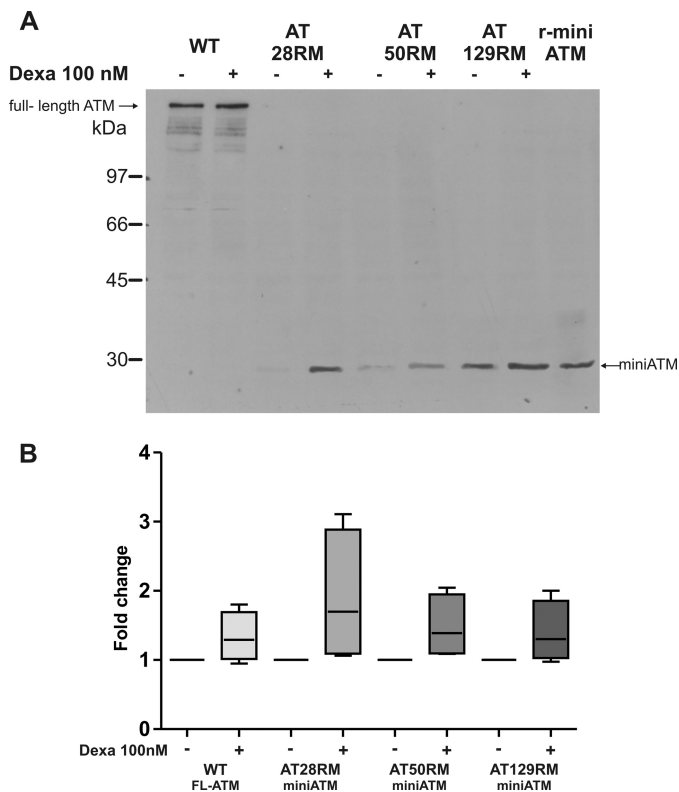 A
WT AT 28RM AT 50RM AT 129RM r-mini ATM
Dexa 100 nM - + - + - + - +
full- length ATM
kDa
97
66
45
30
miniATM
B
Fold change
4
3
2
1
0
Dexa 100nM - + - + - + - +
WT AT28RM AT50RM AT129RM
FL-ATM miniATM miniATM miniATM